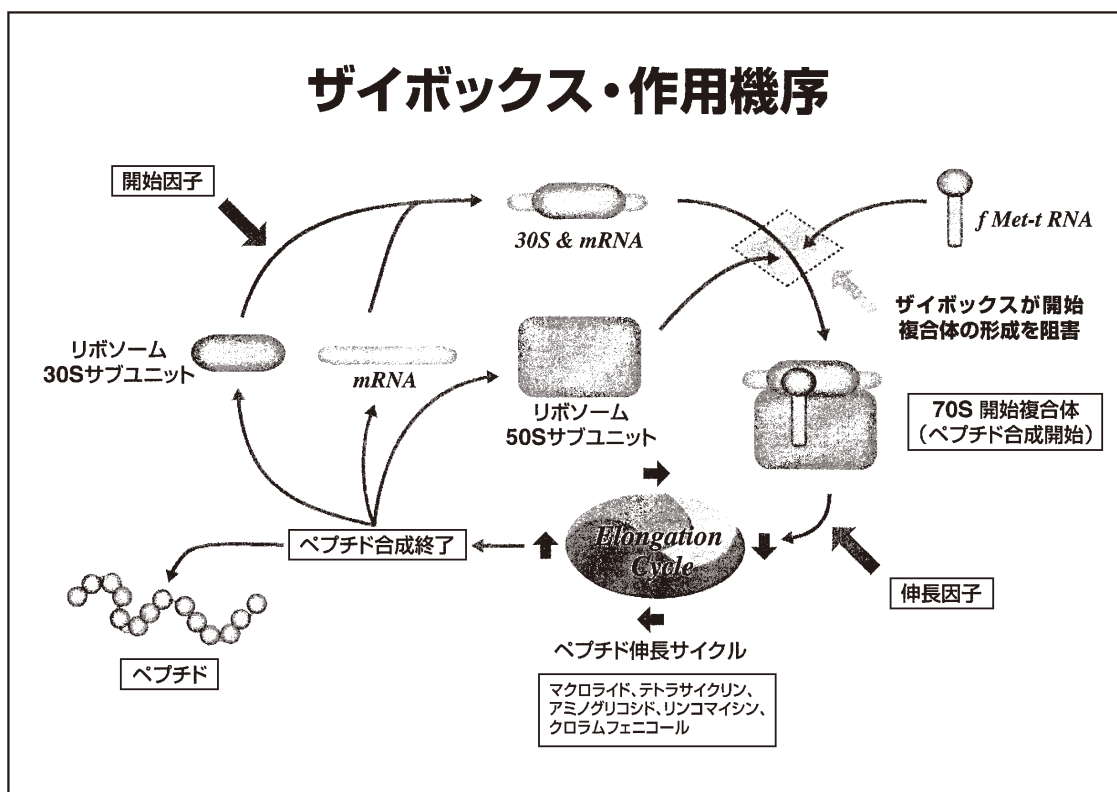 ザイボックス・作用機序
開始因子
30S & mRNA
f Met-t RNA
ザイボックスが開始
複合体の形成を阻害
リボソーム
30Sサブユニット
mRNA
リボソーム
50Sサブユニット
70S 開始複合体
（ペプチド合成開始）
ペプチド合成終了
Elongation
Cycle
伸長因子
ペプチド
ペプチド伸長サイクル
マクロライド、テトラサイクリン、
アミノグリコシド、リンコマイシン、
クロラムフェニコール